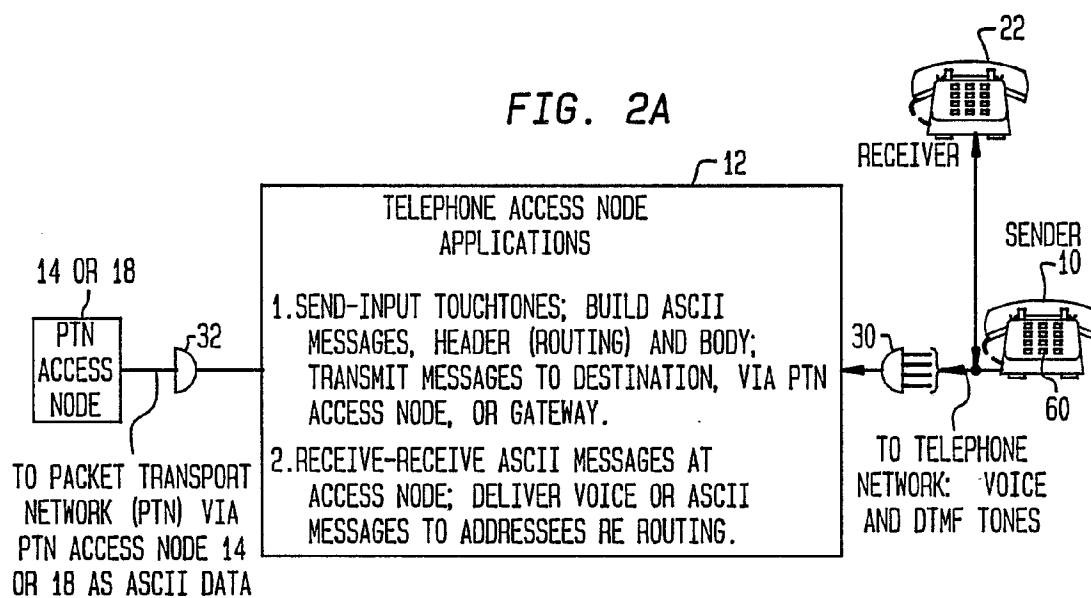 FIG. 2A
22
RECEIVER
12
TELEPHONE ACCESS NODE
APPLICATIONS
1.SEND-INPUT TOUCHTONES; BUILD ASCII
MESSAGES, HEADER (ROUTING) AND BODY;
TRANSMIT MESSAGES TO DESTINATION, VIA PTN
ACCESS NODE, OR GATEWAY.
2.RECEIVE-RECEIVE ASCII MESSAGES AT
ACCESS NODE; DELIVER VOICE OR ASCII
MESSAGES TO ADDRESSEES RE ROUTING.
14 OR 18
PTN
ACCESS
NODE
32
TO PACKET TRANSPORT
NETWORK (PTN) VIA
PTN ACCESS NODE 14
OR 18 AS ASCII DATA
SENDER
10
30
60
TO TELEPHONE
NETWORK: VOICE
AND DTMF TONES